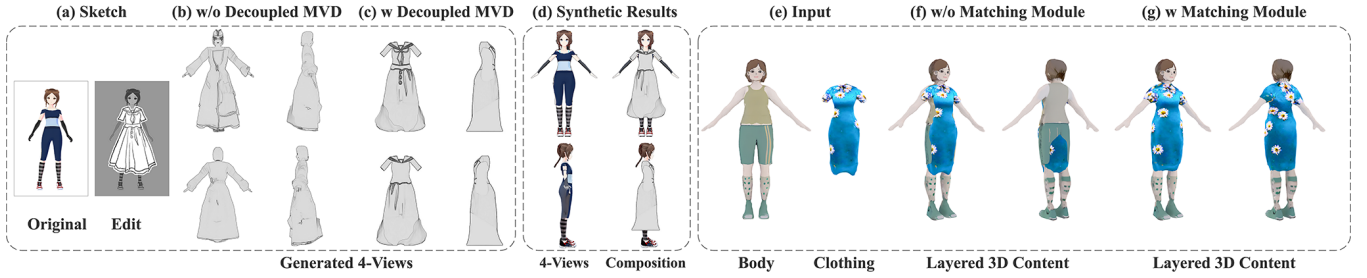 (a) Sketch
(b) w/o Decoupled MVD
(c) w Decoupled MVD
(d) Synthetic Results
(e) Input
(f) w/o Matching Module
(g) w Matching Module
Original
Edit
Generated 4-Views
4-Views
Composition
Body
Clothing
Layered 3D Content
Layered 3D Content